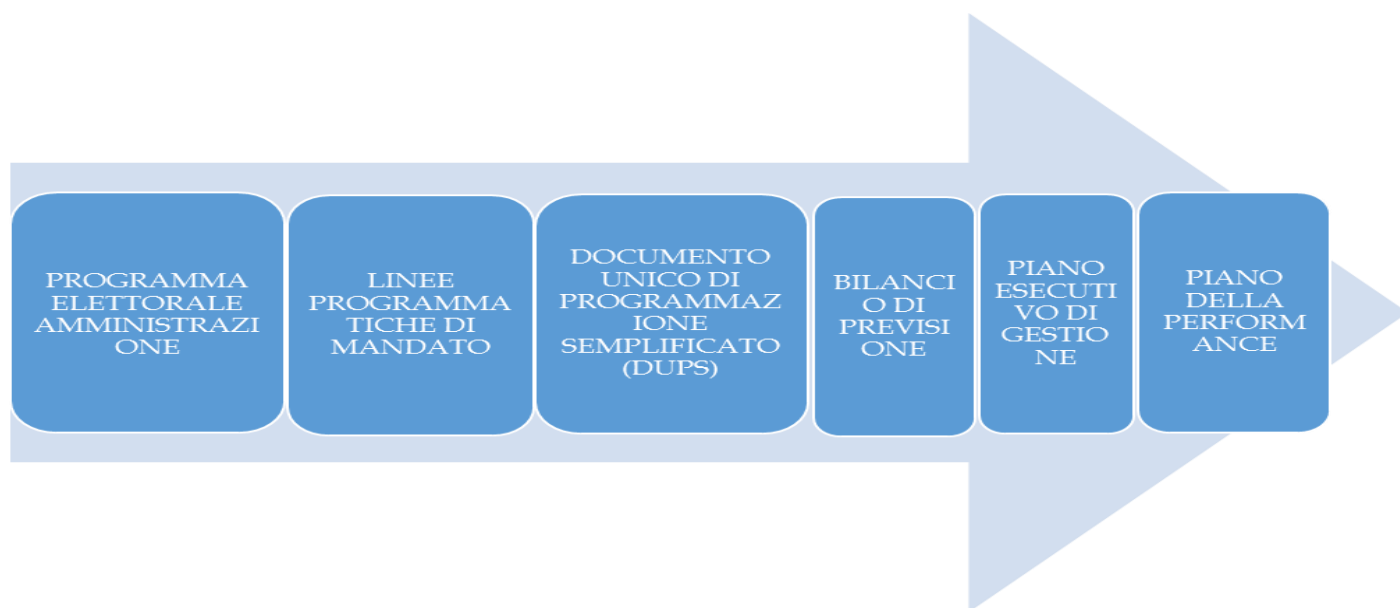 PROGRAMMA
ELETTORALE
AMMINISTRAZI
ONE
LINEE
PROGRAMMA
TICHE DI
MANDATO
DOCUMENTO
UNICO DI
PROGRAMMAZ
IONE
SEMPLIFICATO
(DUPS)
BILANCI
O DI
PREVISI
ONE
PIANO
ESECUTI
VO DI
GESTIO
NE
PIANO
DELLA
PERFORM
ANCE